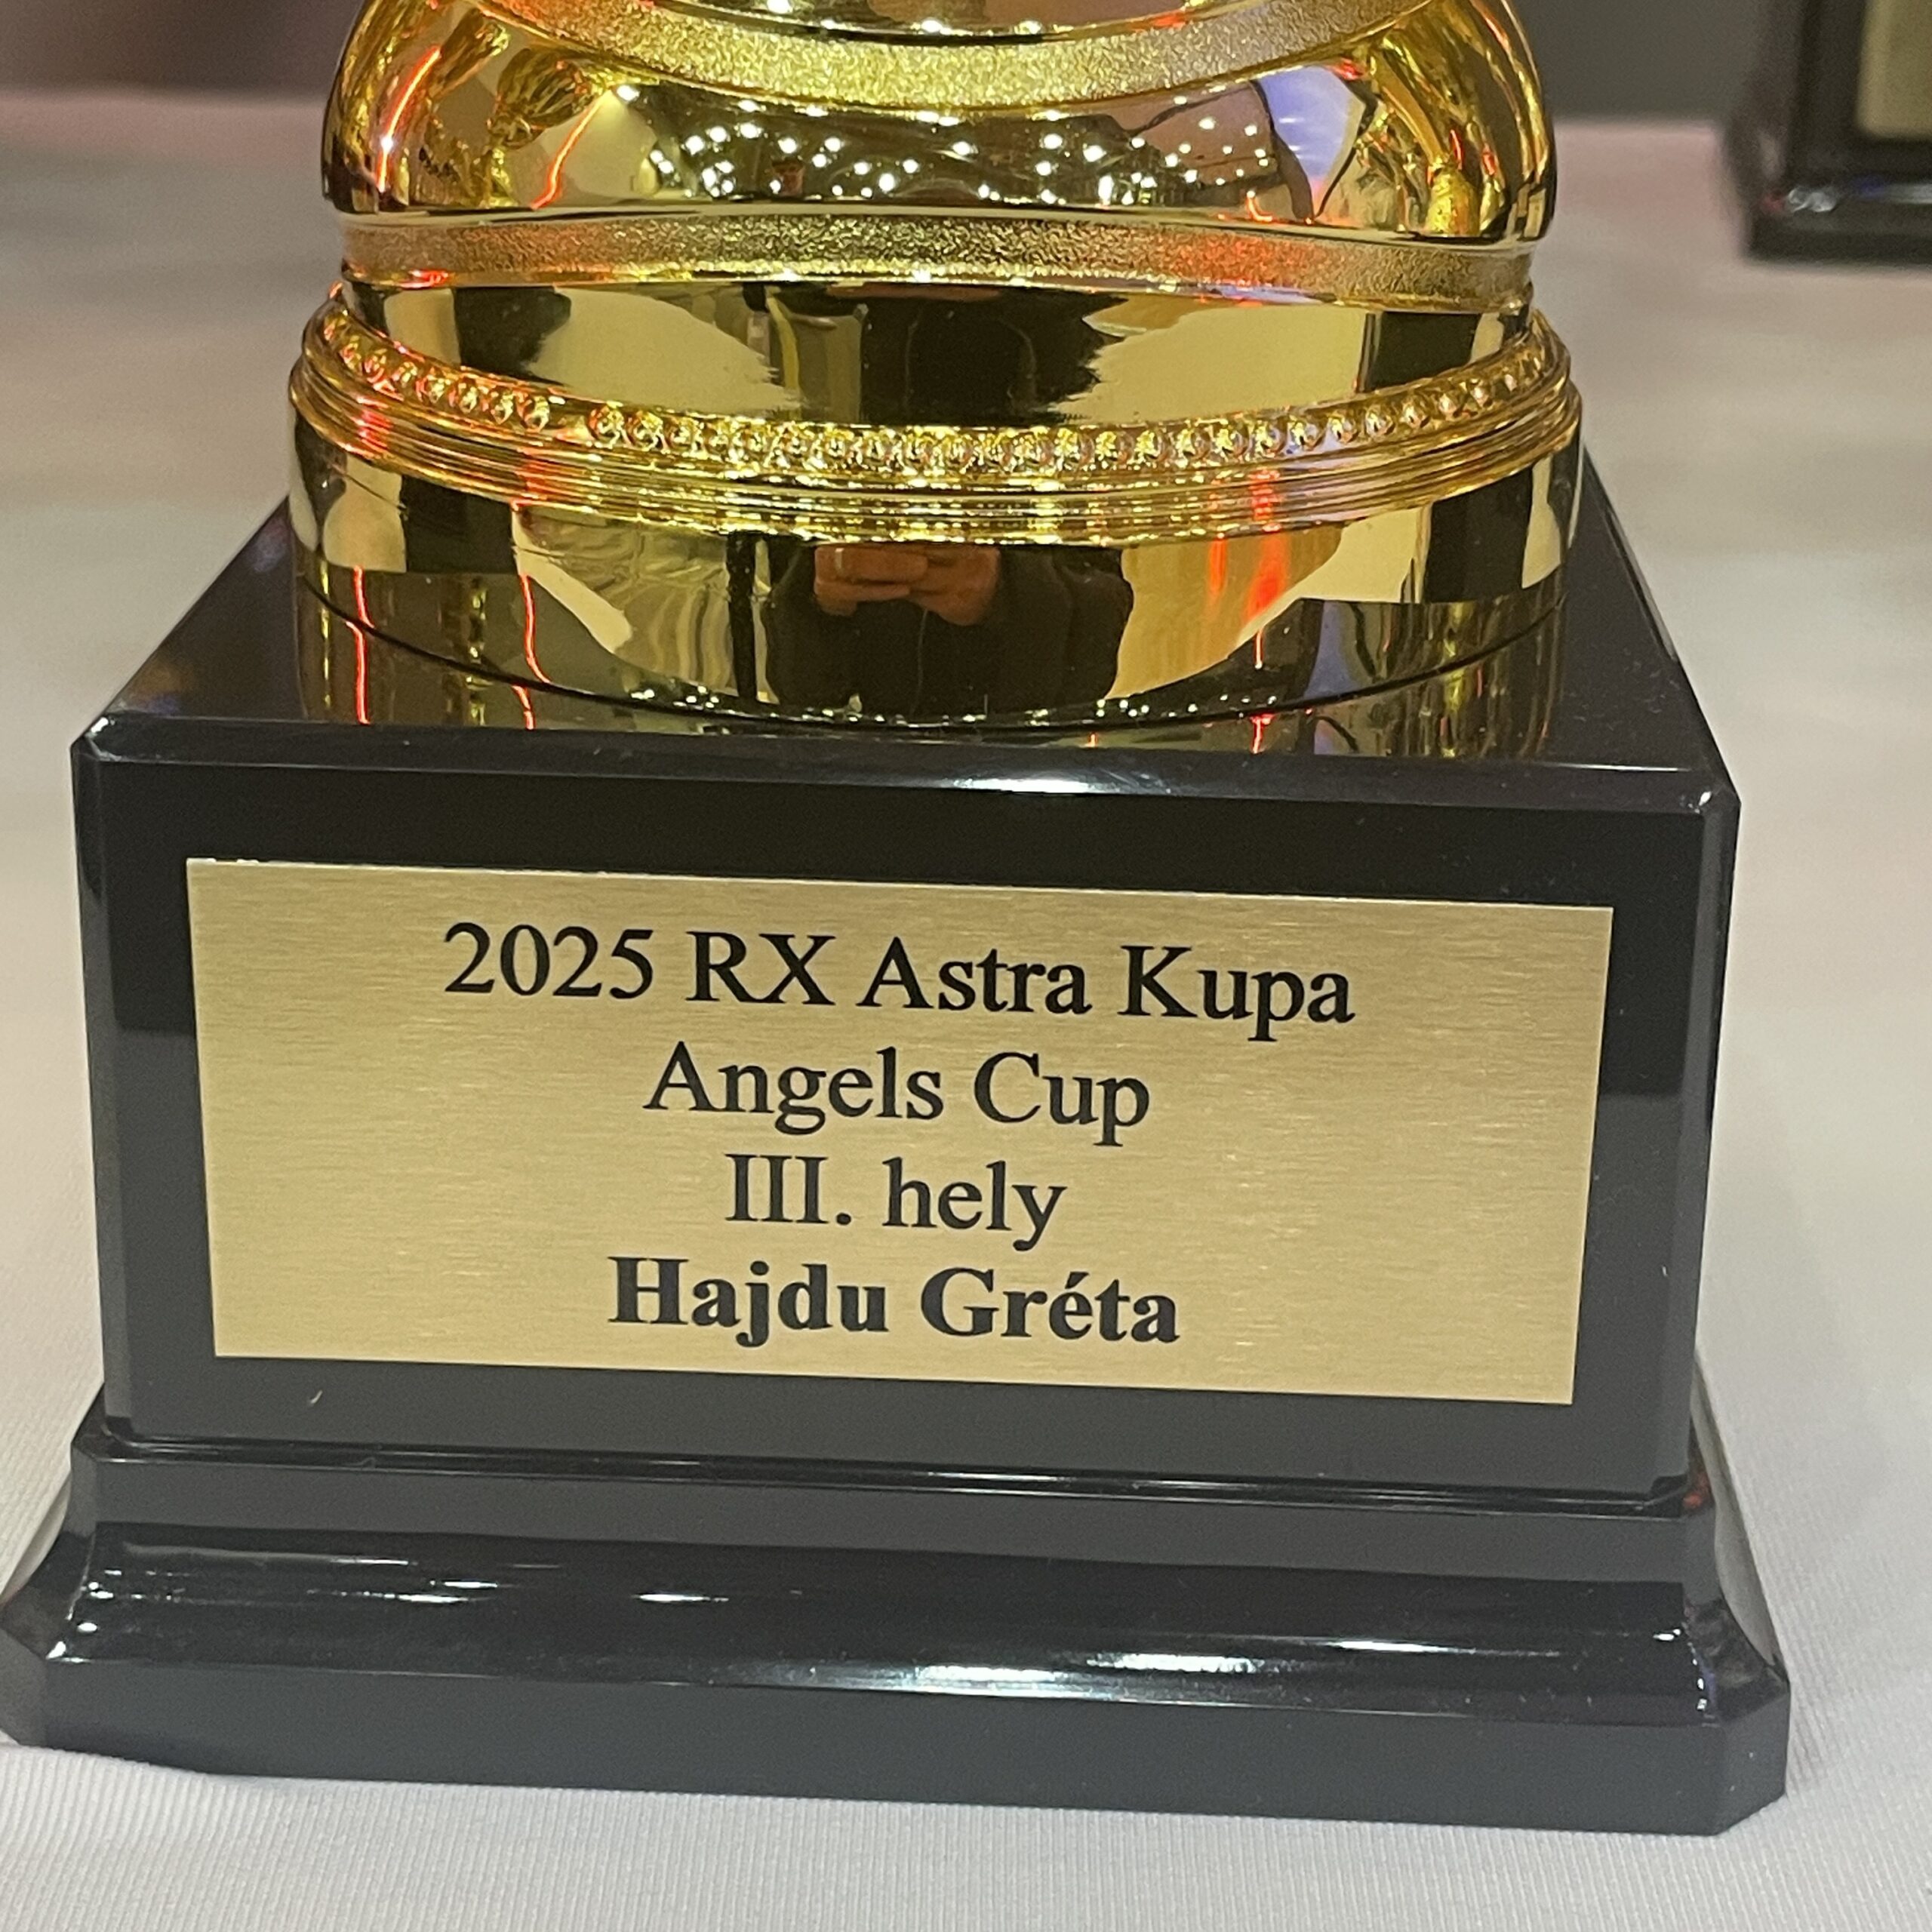 2025 RX Astra Kupa
Angels Cup
III. hely
Hajdu Gréta